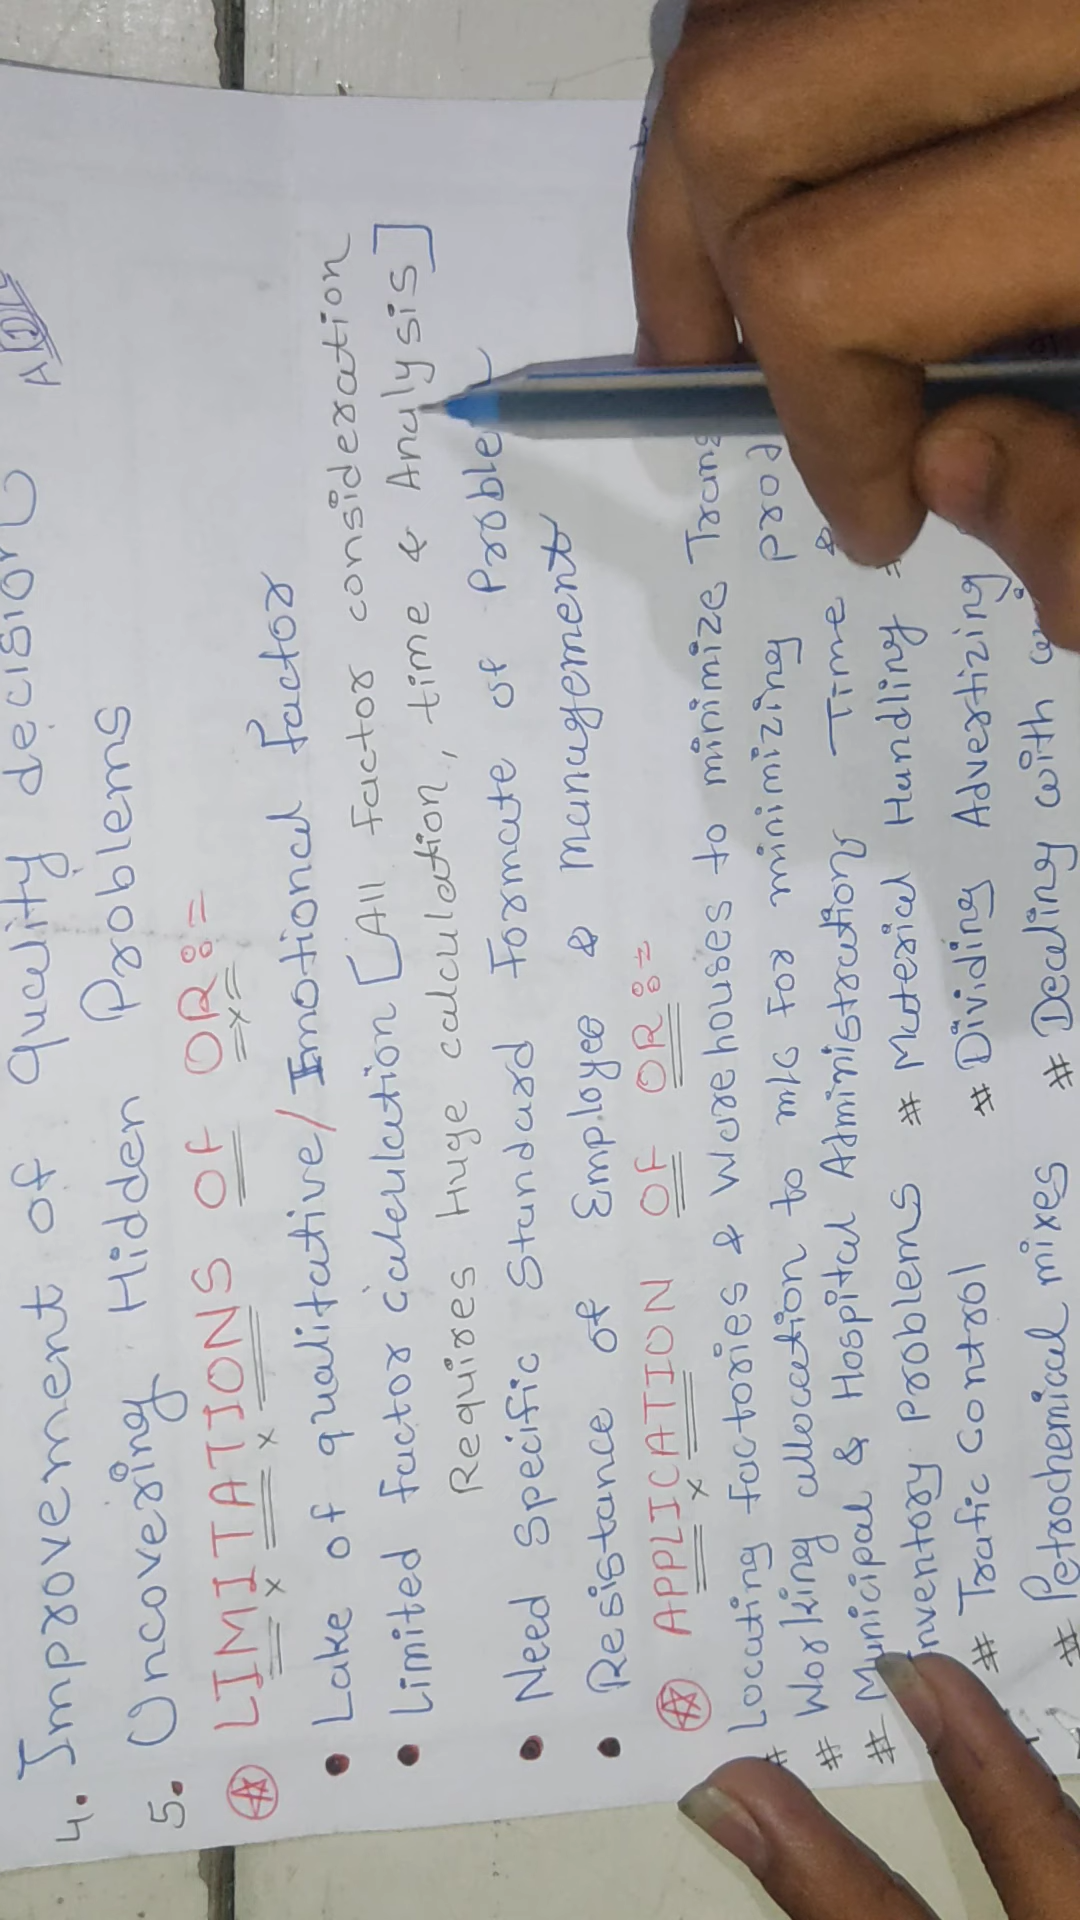 4. Improvement of quality decision
5. Uncovering Hidden Problems
LIMITATIONS OF OR:=
• Lake of qualitative/Imotional factor
• Limited factor calculation [All factor consideration
Requires Huge calculation, time & Analysis]
• Need specific standard Formate of Proble
• Resistance of Employee & management
APPLICATION OF OR:=
# Locating factories & warehouses to minimize Trans
# Working allocation to m/c for minimizing prod
# Municipal & Hospital Admimistration Time &
Inventory problems # Material Handling #
# Trafic control # Dividing Advertizing
# Petrochemical mixes # Dealing with